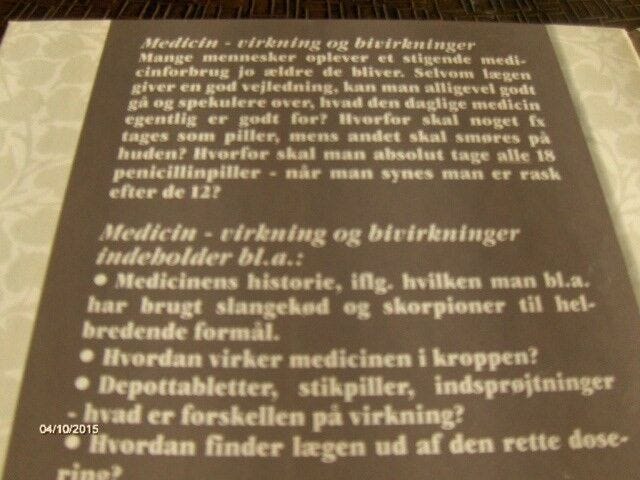 Medicin - virkning og bivirkninger
Mange mennesker oplever et stigende medi-
cinforbrug jo ældre de bliver. Selvom lægen
giver en god vejledning, kan man alligevel godt
gå og spekulere over, hvad den daglige medicin
egentlig er godt for? Hvorfor skal noget fx
tages som piller, mens andet skal smøres på
huden? Hvorfor skal man absolut tage alle 18
penicillinpiller - når man synes man er rask
efter de 12?
Medicin - virkning og bivirkninger
indeholder bl.a.:
• Medicinens historie, iflg. hvilken man bl.a.
har brugt slangekød og skorpioner til hel-
bredende formål.
• Hvordan virker medicinen i kroppen?
• Depottabletter, stikpiller, indsprøjtninger
- hvad er forskellen på virkning?
• Hvordan finder lægen ud af den rette dose-
ring?
04/10/2015